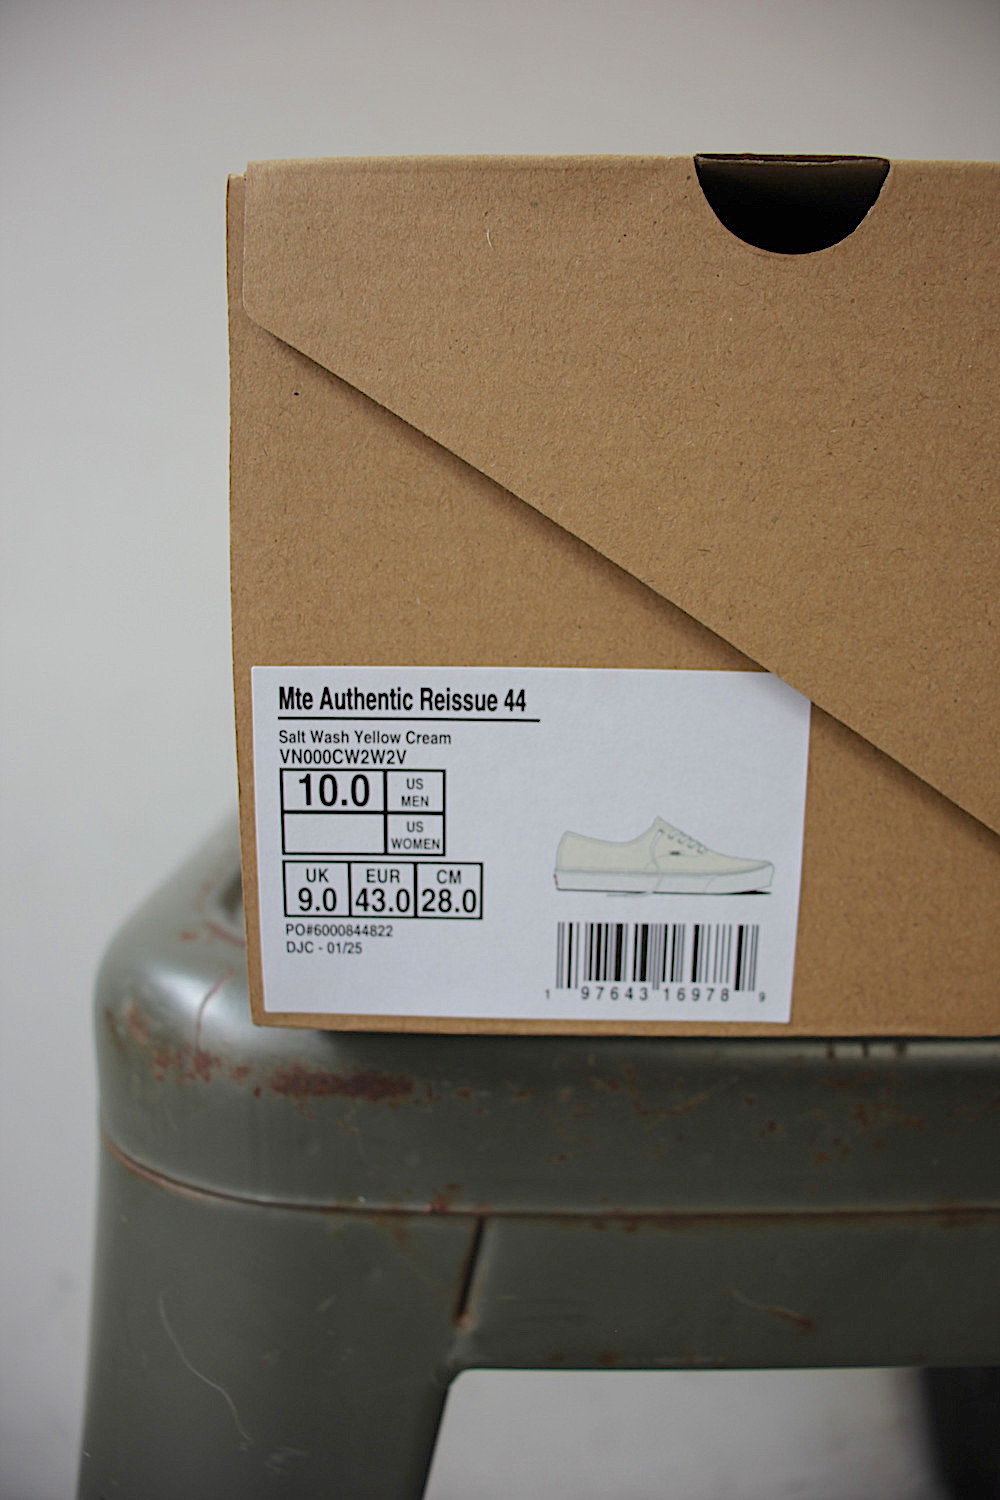 Mte Authentic Reissue 44
Salt Wash Yellow Cream
VN000CW2W2V
10.0 US MEN
US WOMEN
UK EUR CM
9.0 43.0 28.0
PO#6000844822
DJC - 01/25
1 97643 16978 9